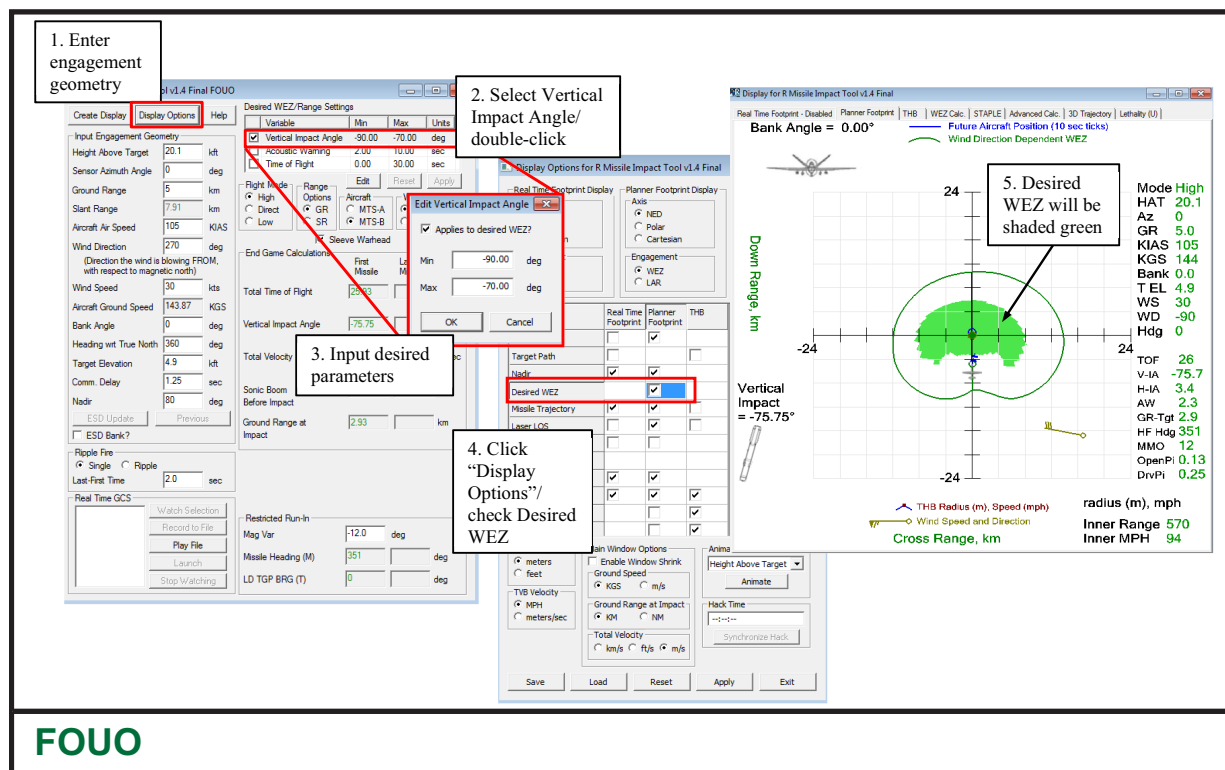 1. Enter
engagement
geometry
ol v1.4 Final FOUO
Create Display
Display Options
Help
Input Engagement Geometry
Height Above Target 20.1 kft
Sensor Azimuth Angle 0 deg
Ground Range 5 km
Slant Range 7.91 km
Aircraft Air Speed 105 KIAS
Wind Direction 270 deg
(Direction the wind is blowing FROM,
with respect to magnetic north)
Wind Speed 30 kts
Aircraft Ground Speed 143.87 KGS
Bank Angle 0 deg
Heading wrt True North 360 deg
Target Elevation 4.9 kft
Comm. Delay 1.25 sec
Nadir 80 deg
ESD Update Previous
ESD Bank?
Ripple Fire
Single Ripple
Last-First Time 2.0 sec
Real Time GCS
Watch Selection
Record to File
Play File
Launch
Stop Watching
Desired WEZ/Range Settings
Variable Min Max Units
Vertical Impact Angle -90.00 -70.00 deg
Acoustic Warning 2.00 10.00 sec
Time of Flight 0.00 30.00 sec
Edit Reset Apply
Flight Mode
High
Direct
Low
Range
Options
GR
SR
Aircraft
MTS-A
MTS-B
Sleeve Warhead
End Game Calculations
First
Missile
Total Time of Flight 25.93
Vertical Impact Angle -75.75
Total Velocity
Sonic Boom
Before Impact
Ground Range at
Impact
2.93 km
Restricted Run-In
Mag Var -12.0 deg
Missile Heading (M) 351 deg
LD TGP BRG (T) 0 deg
2. Select Vertical
Impact Angle/
double-click
Edit Vertical Impact Angle
Applies to desired WEZ?
Min -90.00 deg
Max -70.00 deg
OK Cancel
3. Input desired
parameters
Display Options for R Missile Impact Tool v1.4 Final
Real Time Footprint Display
Planner Footprint Display
Axis
NED
Polar
Cartesian
Engagement
WEZ
LAR
Real Time
Footprint
Planner
Footprint
THB
Target Path
Nadir
Desired WEZ
Missile Trajectory
Laser LOS
4. Click
“Display
Options”/
check Desired
WEZ
meters
feet
TVB Velocity
MPH
meters/sec
Main Window Options
Enable Window Shrink
Ground Speed
KGS m/s
Ground Range at Impact
KM NM
Total Velocity
km/s ft/s m/s
Height Above Target
Animate
Hack Time
--:--:--
Synchronize Hack
Save Load Reset Apply Exit
Display for R Missile Impact Tool v1.4 Final
Real Time Footprint - Disabled Planner Footprint THB WEZ Calc. STAPLE Advanced Calc. 3D Trajectory Lethality (U)
Bank Angle = 0.00°
Future Aircraft Position (10 sec ticks)
Wind Direction Dependent WEZ
5. Desired
WEZ will be
shaded green
24
-24
24
-24
Down Range, km
Vertical
Impact
= -75.75°
Mode High
HAT 20.1
Az 0
GR 5.0
KIAS 105
KGS 144
Bank 0.0
T EL 4.9
WS 30
WD -90
Hdg 0
TOF 26
V-IA -75.7
H-IA 3.4
AW 2.3
GR-Tgt 2.9
HF Hdg 351
MMO 12
OpenPi 0.13
DrvPi 0.25
THB Radius (m), Speed (mph)
Wind Speed and Direction
Cross Range, km
radius (m), mph
Inner Range 570
Inner MPH 94
FOUO